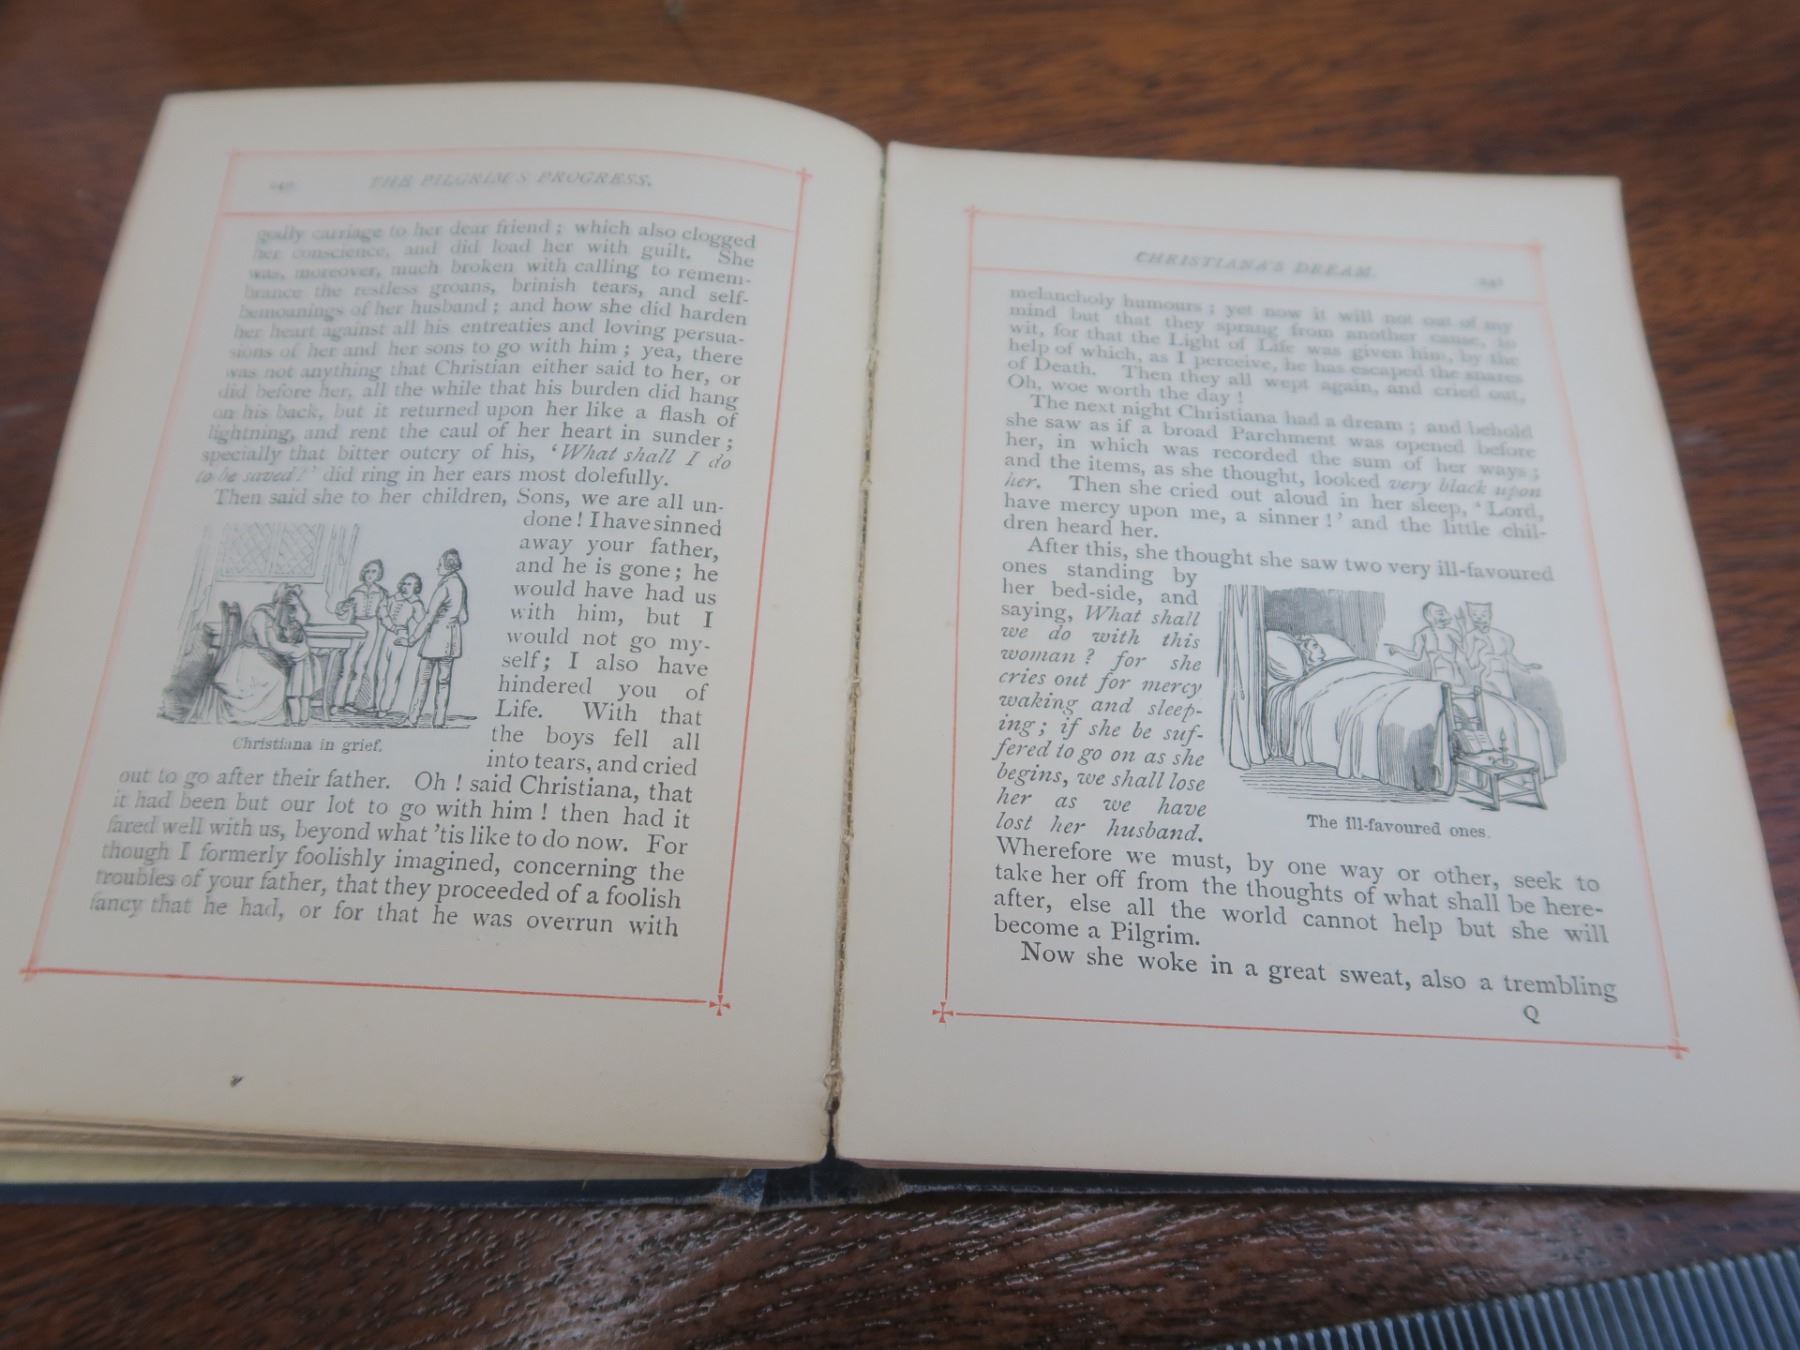 THE PILGRIM'S PROGRESS.
godly carriage to her dear friend; which also clogged
her conscience, and did load her with guilt. She
was, moreover, much broken with calling to remem-
brance the restless groans, brinish tears, and self-
bemoanings of her husband; and how she did harden
her heart against all his entreaties and loving persua-
sions of her and her sons to go with him; yea, there
was not anything that Christian either said to her, or
did before her, all the while that his burden did hang
on his back, but it returned upon her like a flash of
lightning, and rent the caul of her heart in sunder;
specially that bitter outcry of his, 'What shall I do
to be saved?' did ring in her ears most dolefully.
Then said she to her children, Sons, we are all un-
done! I have sinned
away your father,
and he is gone; he
would have had us
with him, but I
would not go my-
self; I also have
hindered you of
Life. With that
the boys fell all
into tears, and cried
Christiana in grief.
out to go after their father. Oh! said Christiana, that
it had been but our lot to go with him! then had it
fared well with us, beyond what 'tis like to do now. For
though I formerly foolishly imagined, concerning the
troubles of your father, that they proceeded of a foolish
fancy that he had, or for that he was overrun with
CHRISTIANA'S DREAM.
melancholy humours; yet now it will not out of my
mind but that they sprang from another cause, to
wit, for that the Light of Life was given him, by the
help of which, as I perceive, he has escaped the snares
of Death. Then they all wept again, and cried out,
Oh, woe worth the day!
The next night Christiana had a dream; and behold
she saw as if a broad Parchment was opened before
her, in which was recorded the sum of her ways;
and the items, as she thought, looked very black upon
her. Then she cried out aloud in her sleep, 'Lord,
have mercy upon me, a sinner!' and the little chil-
dren heard her.
After this, she thought she saw two very ill-favoured
ones standing by
her bed-side, and
saying, What shall
we do with this
woman? for she
cries out for mercy
waking and sleep-
ing; if she be suf-
fered to go on as she
begins, we shall lose
her as we have
lost her husband.
The ill-favoured ones.
Wherefore we must, by one way or other, seek to
take her off from the thoughts of what shall be here-
after, else all the world cannot help but she will
become a Pilgrim.
Now she woke in a great sweat, also a trembling
Q